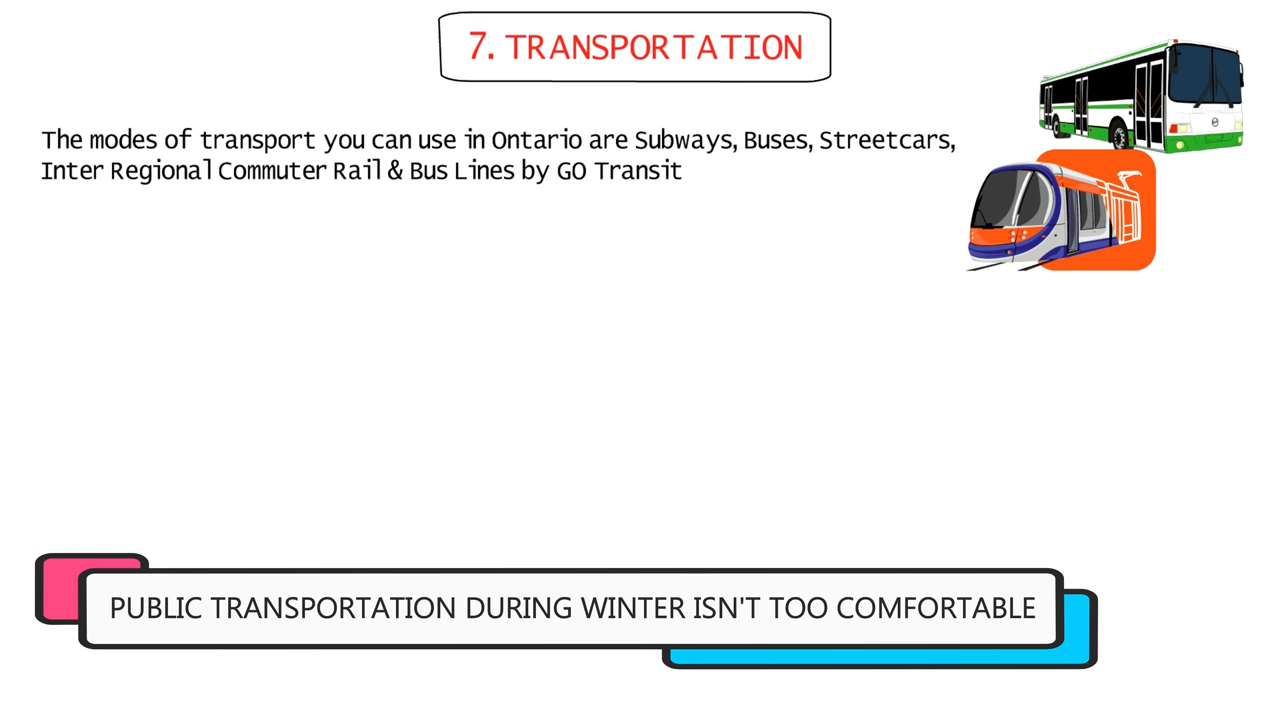 7. TRANSPORTATION
The modes of transport you can use in Ontario are Subways, Buses, Streetcars,
Inter Regional Commuter Rail & Bus Lines by GO Transit
PUBLIC TRANSPORTATION DURING WINTER ISN'T TOO COMFORTABLE